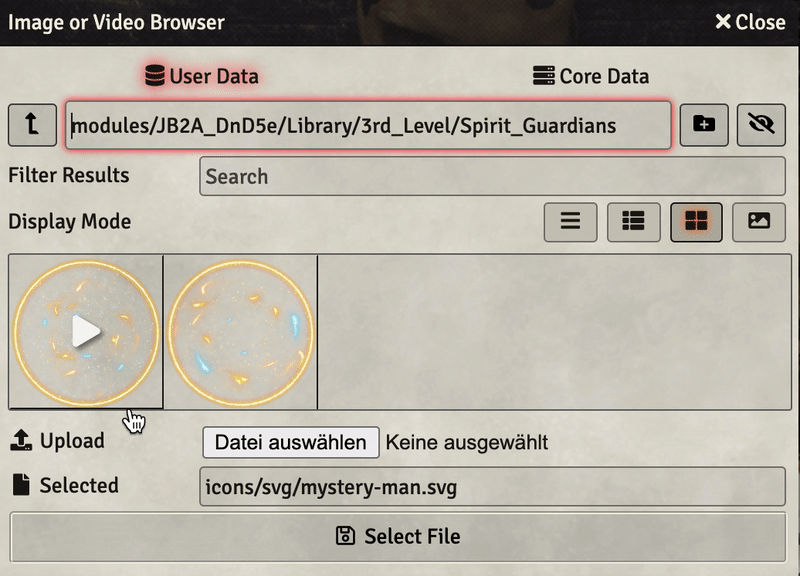 Image or Video Browser
Close
User Data
Core Data
modules/JB2A_DnD5e/Library/3rd_Level/Spirit_Guardians
Filter Results
Search
Display Mode
Upload
Datei auswählen Keine ausgewählt
Selected
icons/svg/mystery-man.svg
Select File